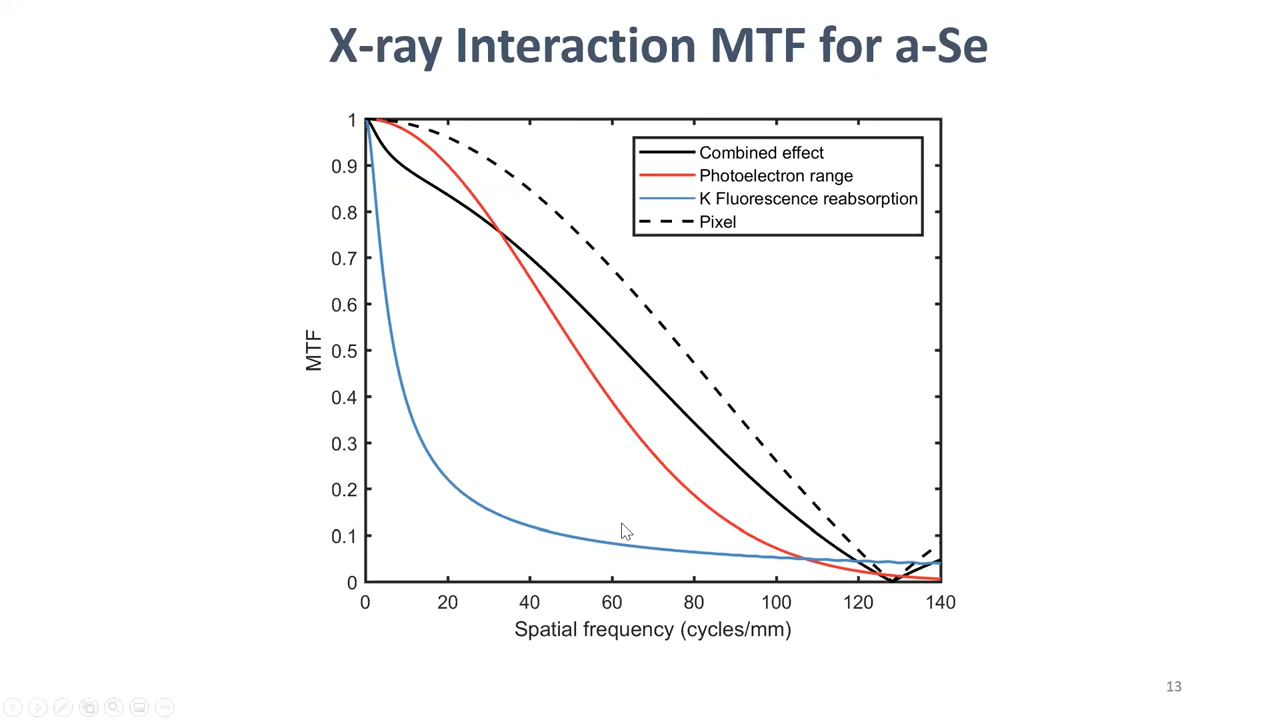 X-ray Interaction MTF for a-Se
1
0.9
0.8
0.7
0.6
0.5
0.4
0.3
0.2
0.1
0
MTF
Combined effect
Photoelectron range
K Fluorescence reabsorption
Pixel
0 20 40 60 80 100 120 140
Spatial frequency (cycles/mm)
13